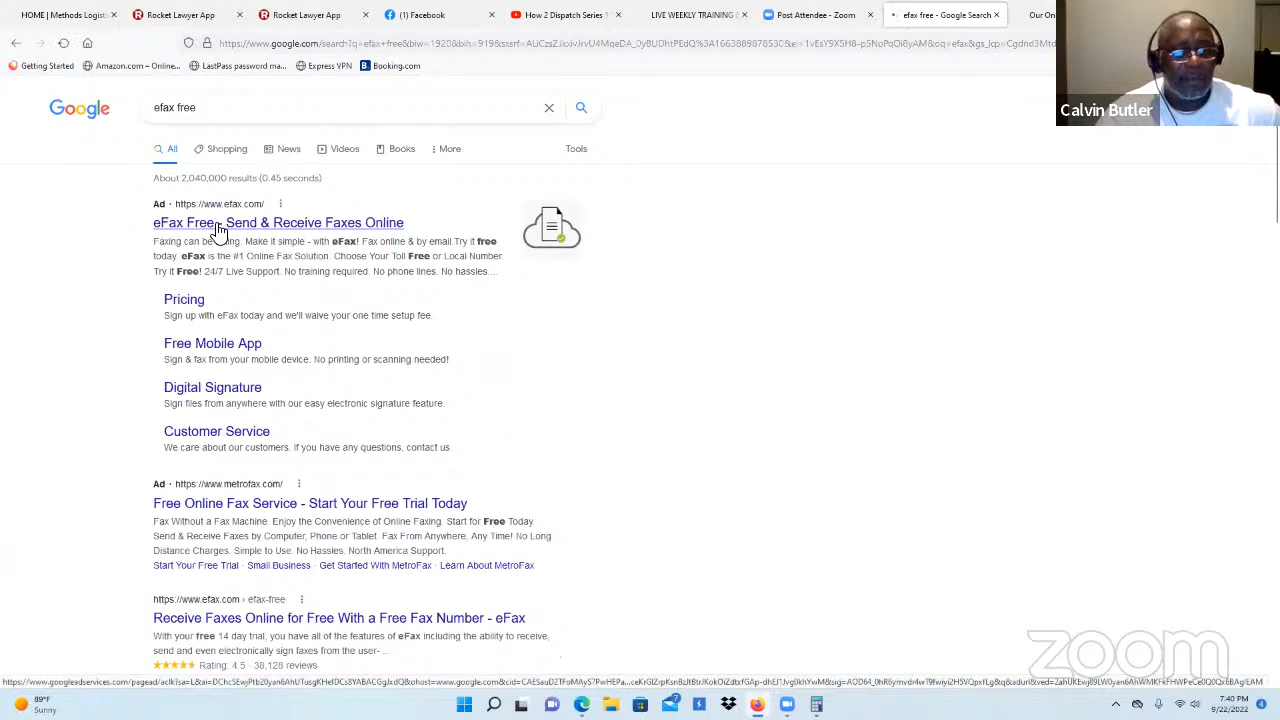 HOME | Motolis
Rocket Lawyer App
Rocket Lawyer App
(1) Facebook
How 2 Dispatch Series
LIVE WEEKLY TRAINING &
Post Attendee - Zoom
efax free - Google Search
Our On
Getting Started
Amazon.com – Online...
LastPass password ma...
Express VPN
Booking.com
Calvin Butler
Google
efax free
All
Shopping
News
Videos
Books
More
Tools
About 2,040,000 results (0.45 seconds)
Ad · https://www.efax.com/
eFax Free - Send & Receive Faxes Online
Faxing can be. Make it simple - with eFax! Fax online & by email.Try it free
today. eFax is the #1 Online Fax Solution. Choose Your Toll Free or Local Number.
Try it Free! 24/7 Live Support. No training required. No phone lines. No hassles....
Pricing
Sign up with eFax today and we'll waive your one time setup fee.
Free Mobile App
Sign & fax from your mobile device. No printing or scanning needed!
Digital Signature
Sign files from anywhere with our easy electronic signature feature.
Customer Service
We care about our customers. If you have any questions, contact us.
Ad · https://www.metrofax.com/
Free Online Fax Service - Start Your Free Trial Today
Fax Without a Fax Machine. Enjoy the Convenience of Online Faxing. Start for Free Today.
Send & Receive Faxes by Computer, Phone or Tablet. Fax From Anywhere, Any Time! No Long
Distance Charges. Simple to Use. No Hassles. North America Support.
Start Your Free Trial · Small Business · Get Started With MetroFax · Learn About MetroFax
https://www.efax.com › efax-free
Receive Faxes Online for Free With a Free Fax Number - eFax
With your free 14 day trial, you have all of the features of eFax including the ability to receive,
send and even electronically sign faxes from the user- ...
Rating: 4.5 · 38,128 reviews
zoom
89°F
Sunny
7
7:40 PM
9/22/2022
4